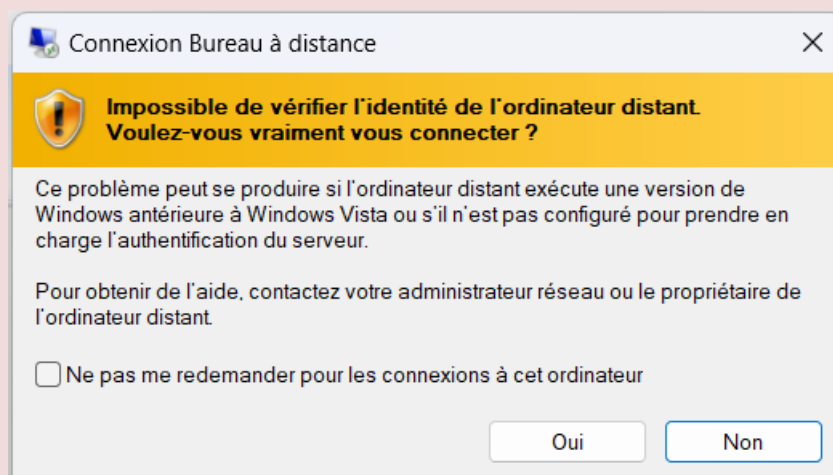 Connexion Bureau à distance
Impossible de vérifier l'identité de l'ordinateur distant.
Voulez-vous vraiment vous connecter ?
Ce problème peut se produire si l'ordinateur distant exécute une version de
Windows antérieure à Windows Vista ou s'il n'est pas configuré pour prendre en
charge l'authentification du serveur.
Pour obtenir de l'aide, contactez votre administrateur réseau ou le propriétaire de
l'ordinateur distant.
Ne pas me redemander pour les connexions à cet ordinateur
Oui
Non